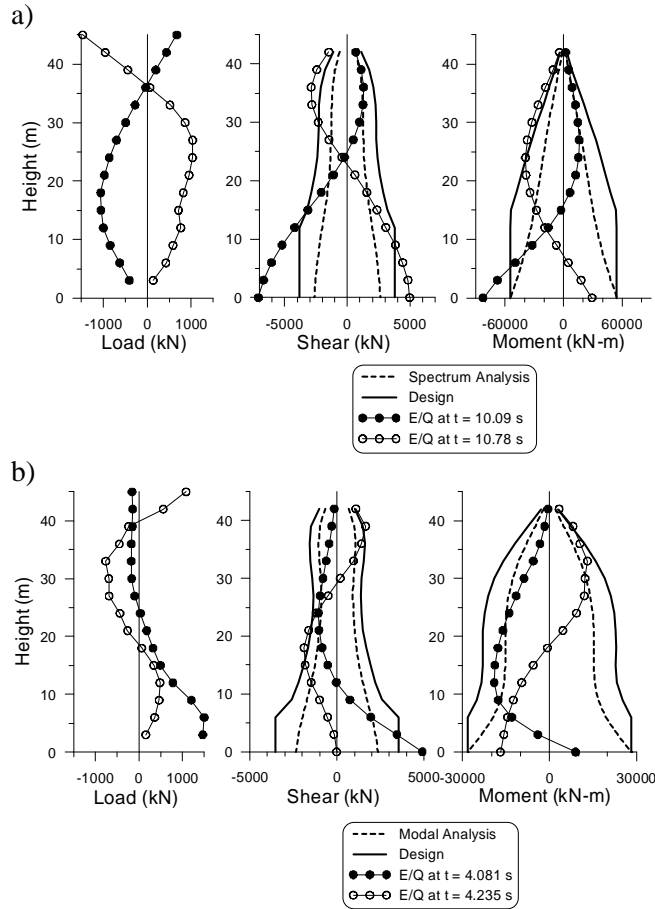 a)
Height (m)
40
30
20
10
0
-1000 0 1000
Load (kN)
-5000 0 5000
Shear (kN)
-60000 0 60000
Moment (kN-m)
Spectrum Analysis
Design
E/Q at t = 10.09 s
E/Q at t = 10.78 s
b)
Height (m)
40
30
20
10
0
-1000 0 1000
Load (kN)
-5000 0 5000
Shear (kN)
-30000 0 30000
Moment (kN-m)
Modal Analysis
Design
E/Q at t = 4.081 s
E/Q at t = 4.235 s